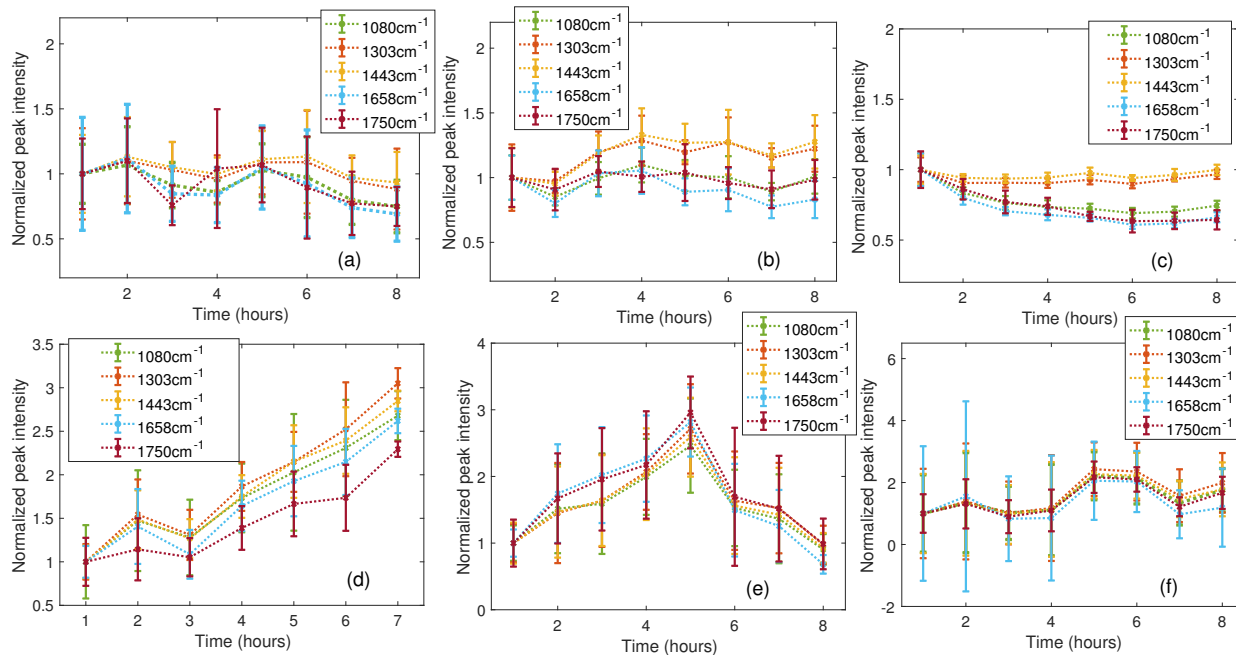 Normalized peak intensity
2
1.5
1
0.5
2 4 6 8
Time (hours)
1080cm⁻¹
1303cm⁻¹
1443cm⁻¹
1658cm⁻¹
1750cm⁻¹
(a)
Normalized peak intensity
2
1.5
1
0.5
2 4 6 8
Time (hours)
1080cm⁻¹
1303cm⁻¹
1443cm⁻¹
1658cm⁻¹
1750cm⁻¹
(b)
Normalized peak intensity
2
1.5
1
0.5
2 4 6 8
Time (hours)
1080cm⁻¹
1303cm⁻¹
1443cm⁻¹
1658cm⁻¹
1750cm⁻¹
(c)
Normalized peak intensity
3.5
3
2.5
2
1.5
1
0.5
1 2 3 4 5 6 7
Time (hours)
1080cm⁻¹
1303cm⁻¹
1443cm⁻¹
1658cm⁻¹
1750cm⁻¹
(d)
Normalized peak intensity
4
3
2
1
0
2 4 6 8
Time (hours)
1080cm⁻¹
1303cm⁻¹
1443cm⁻¹
1658cm⁻¹
1750cm⁻¹
(e)
Normalized peak intensity
6
4
2
0
-2
2 4 6 8
Time (hours)
1080cm⁻¹
1303cm⁻¹
1443cm⁻¹
1658cm⁻¹
1750cm⁻¹
(f)